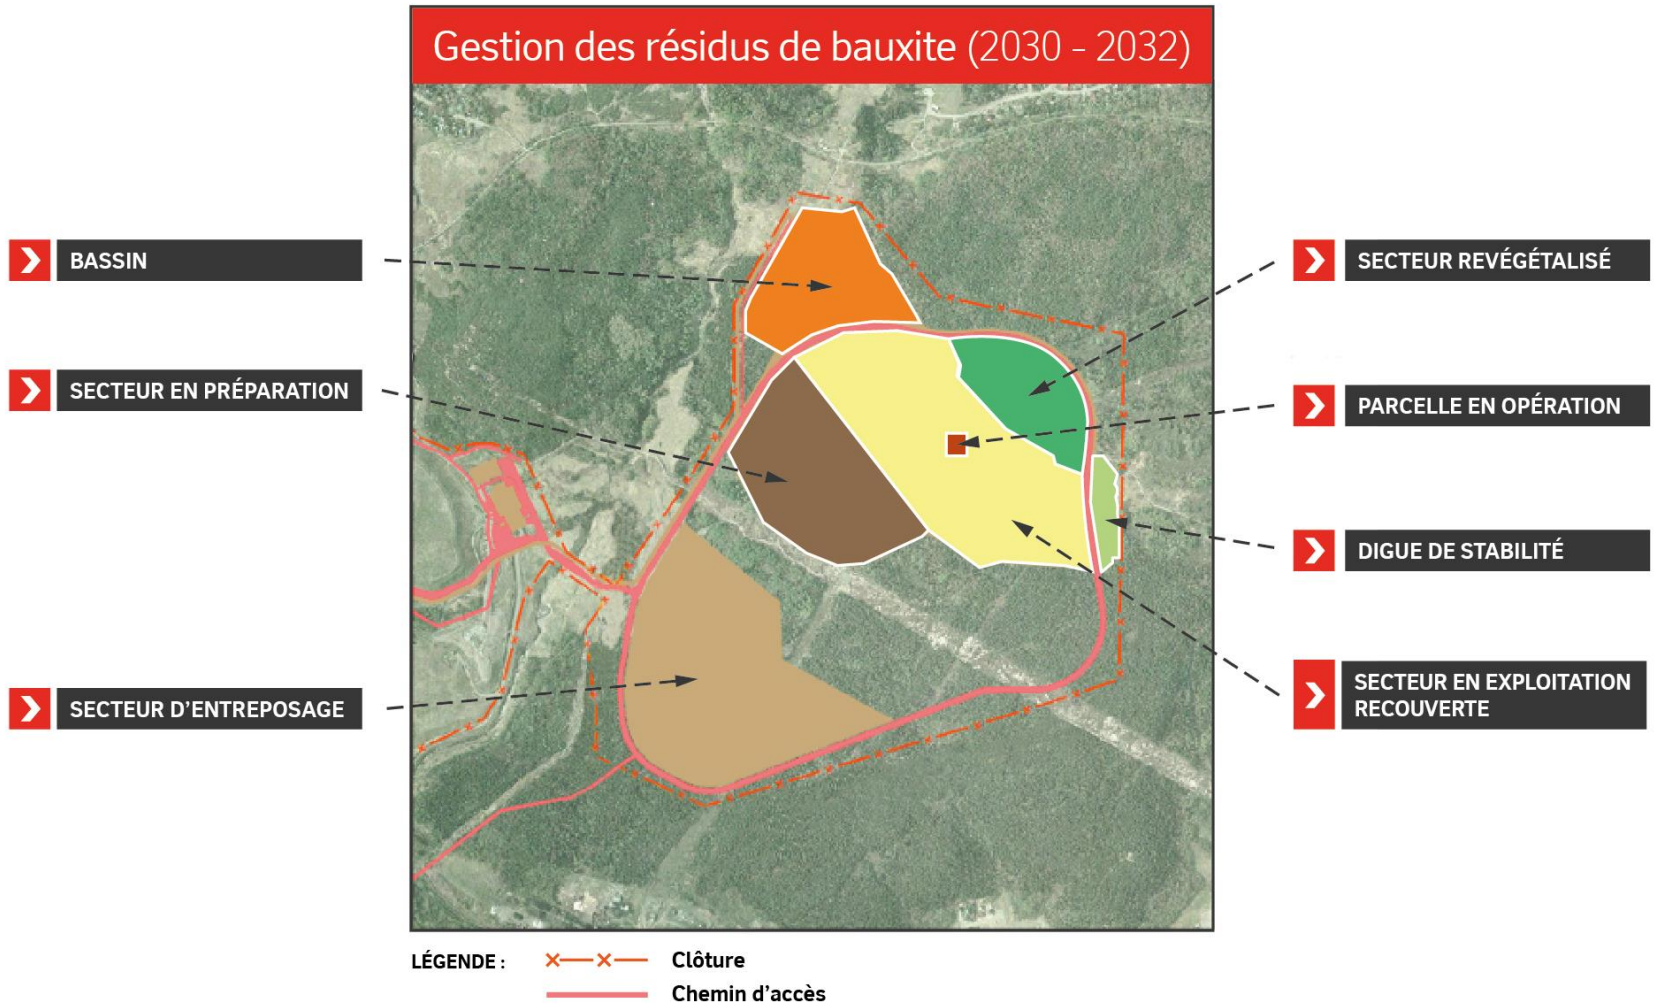 Gestion des résidus de bauxite (2030 - 2032)
BASSIN
SECTEUR EN PRÉPARATION
SECTEUR D'ENTREPOSAGE
SECTEUR REVÉGÉTALISÉ
PARCELLE EN OPÉRATION
DIGUE DE STABILITÉ
SECTEUR EN EXPLOITATION
RECOUVERTE
LÉGENDE :
Clôture
Chemin d'accès